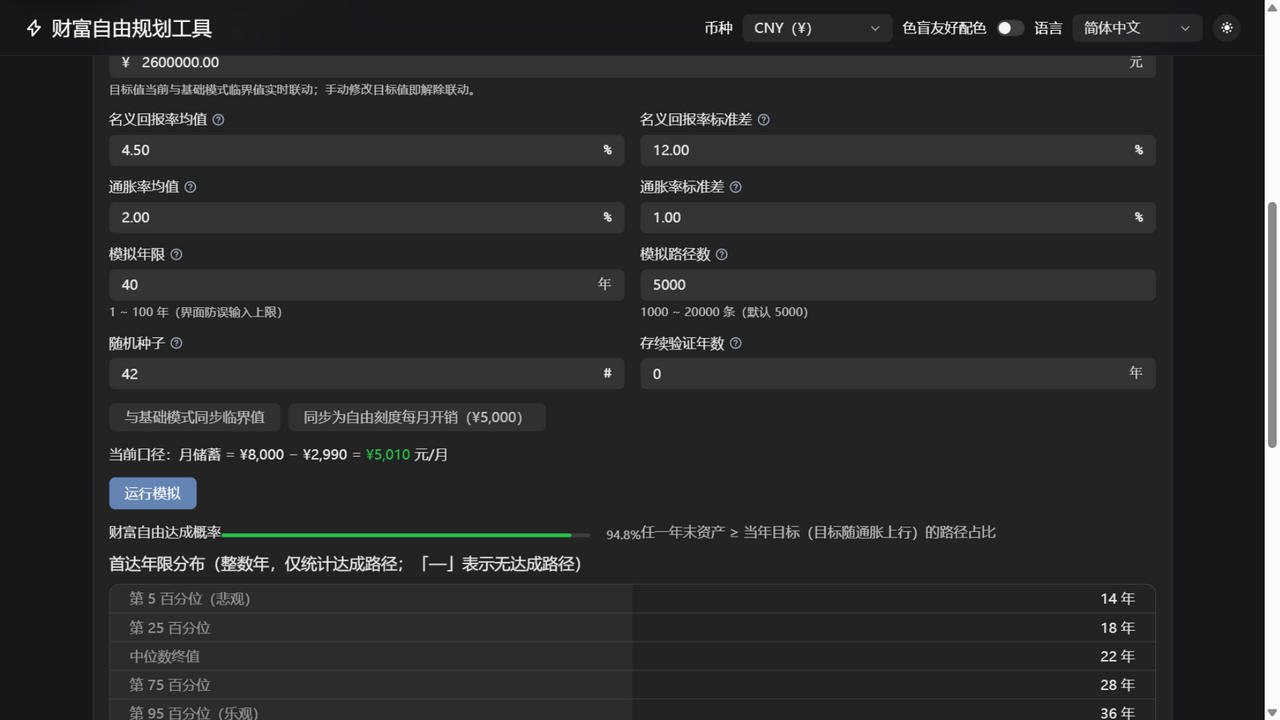 财富自由规划工具
币种 CNY (¥) 色盲友好配色 语言 简体中文
¥ 2600000.00 元
目标值当前与基础模式临界值实时联动；手动修改目标值即解除联动。
名义回报率均值 名义回报率标准差
4.50 % 12.00 %
通胀率均值 通胀率标准差
2.00 % 1.00 %
模拟年限 模拟路径数
40 年 5000
1 ~ 100 年（界面防误输入上限） 1000 ~ 20000 条（默认 5000）
随机种子 存续验证年数
42 # 0 年
与基础模式同步临界值 同步为自由刻度每月开销（¥5,000）
当前口径：月储蓄 = ¥8,000 − ¥2,990 = ¥5,010 元/月
运行模拟
财富自由达成概率 94.8% 任一年末资产 ≥ 当年目标（目标随通胀上行）的路径占比
首达年限分布（整数年，仅统计达成路径；「—」表示无达成路径）
第 5 百分位（悲观） 14 年
第 25 百分位 18 年
中位数终值 22 年
第 75 百分位 28 年
第 95 百分位（乐观） 36 年